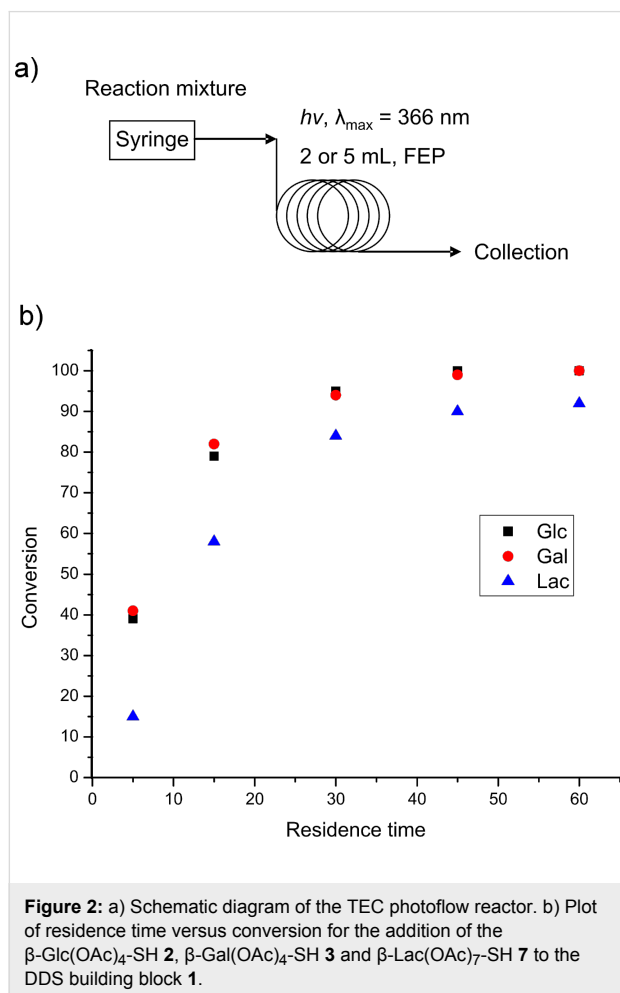 a)
Reaction mixture
Syringe
hν, λmax = 366 nm
2 or 5 mL, FEP
Collection
b)
100
90
80
70
60
50
40
30
20
10
0
Conversion
Glc
Gal
Lac
0 10 20 30 40 50 60
Residence time
Figure 2: a) Schematic diagram of the TEC photoflow reactor. b) Plot
of residence time versus conversion for the addition of the
β-Glc(OAc)4-SH 2, β-Gal(OAc)4-SH 3 and β-Lac(OAc)7-SH 7 to the
DDS building block 1.